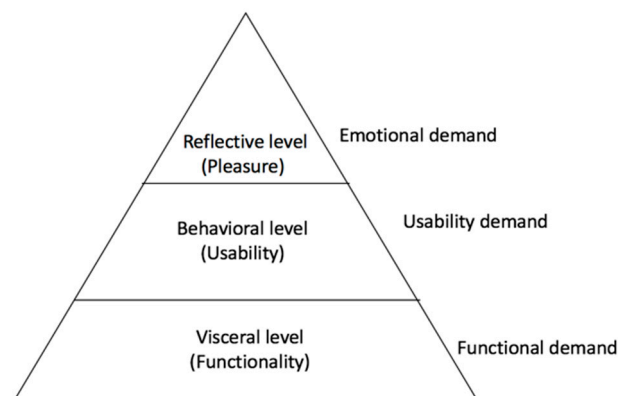 Reflective level
(Pleasure)
Emotional demand
Behavioral level
(Usability)
Usability demand
Visceral level
(Functionality)
Functional demand